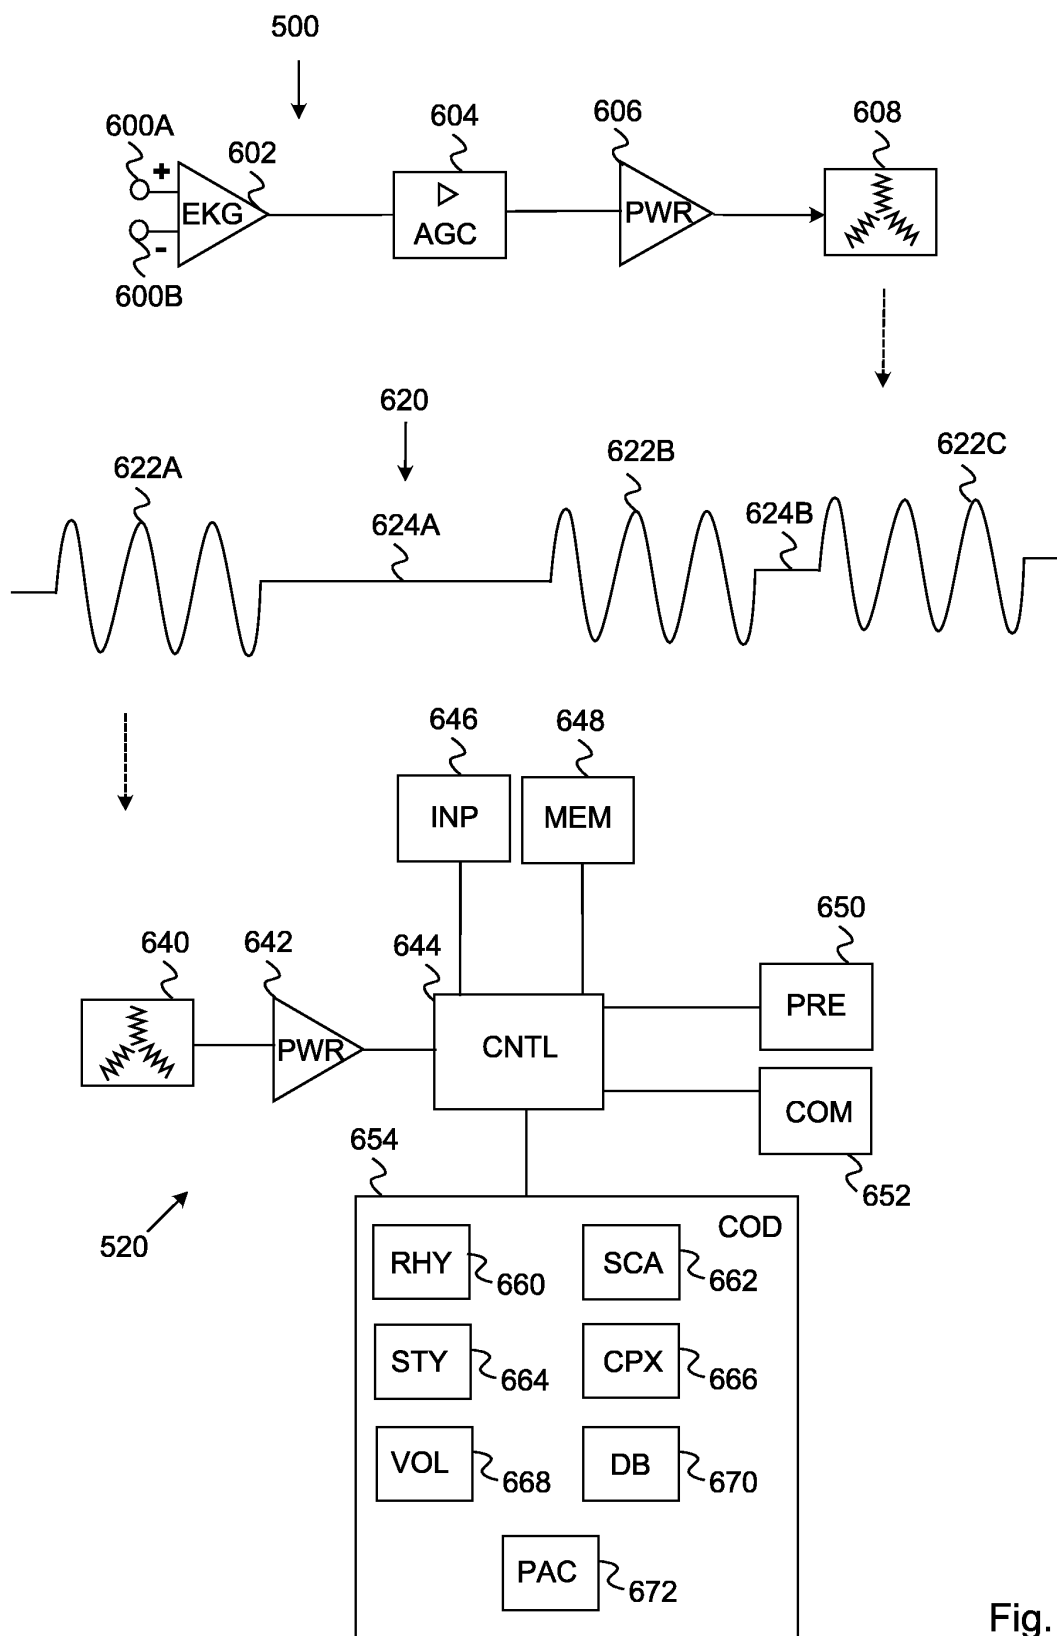 500
600A
602
604
606
608
+
EKG
AGC
PWR
-
600B
620
622A
622B
622C
624A
624B
646
648
INP
MEM
650
640
642
644
PRE
PWR
CNTL
COM
654
652
520
COD
RHY
660
SCA
662
STY
664
CPX
666
VOL
668
DB
670
PAC
672
Fig.